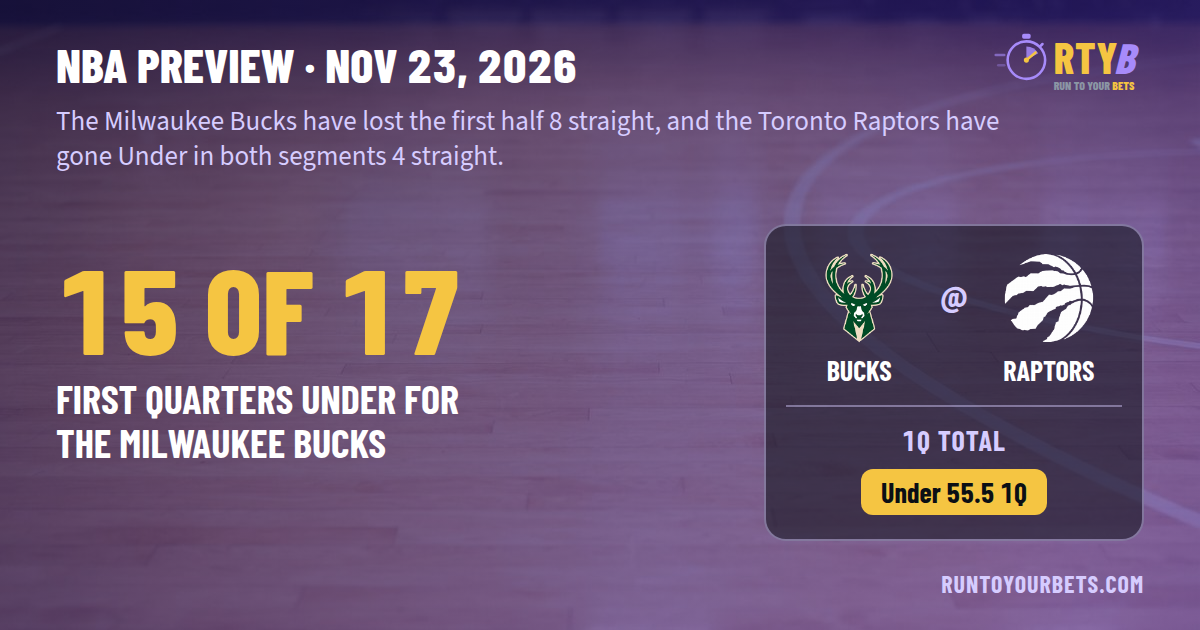 NBA PREVIEW · NOV 23, 2026
RTYB
RUN TO YOUR BETS
The Milwaukee Bucks have lost the first half 8 straight, and the Toronto Raptors have
gone Under in both segments 4 straight.
15 OF 17
FIRST QUARTERS UNDER FOR
THE MILWAUKEE BUCKS
@
BUCKS
RAPTORS
1Q TOTAL
Under 55.5 1Q
RUNTOYOURBETS.COM